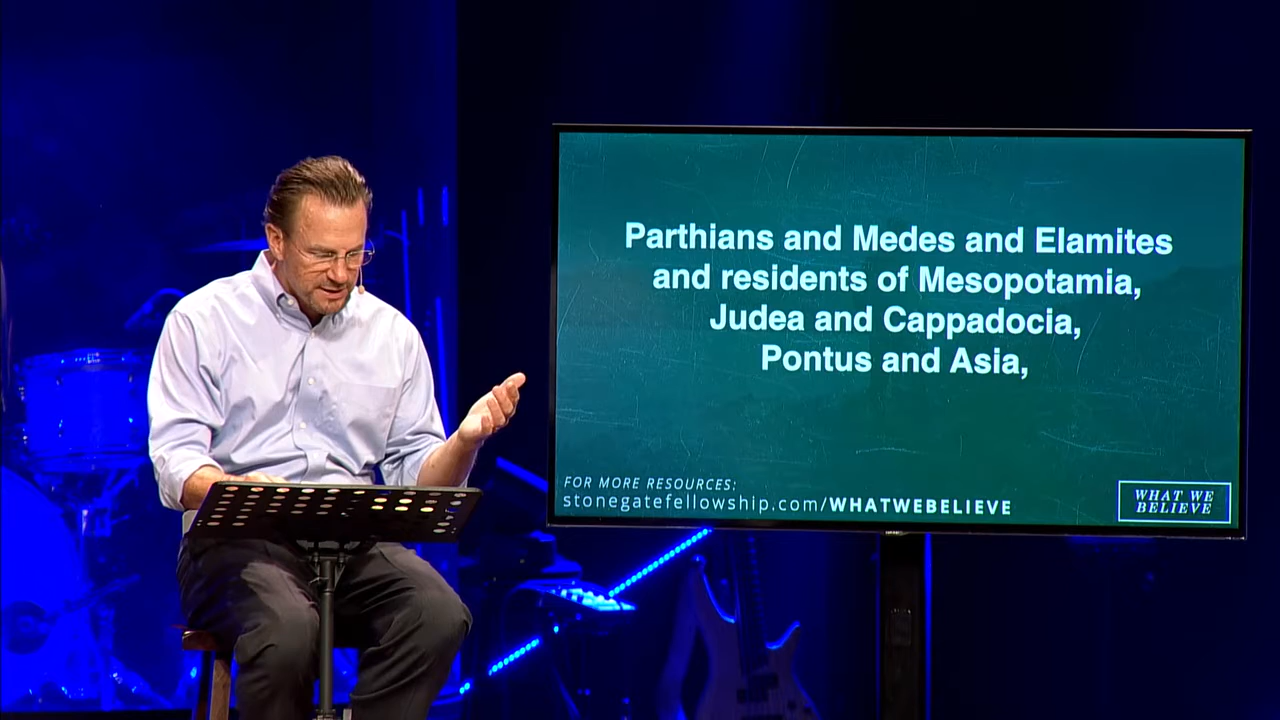 Parthians and Medes and Elamites
and residents of Mesopotamia,
Judea and Cappadocia,
Pontus and Asia,
FOR MORE RESOURCES:
stonegatefellowship.com/WHATWEBELIEVE
WHAT WE
BELIEVE